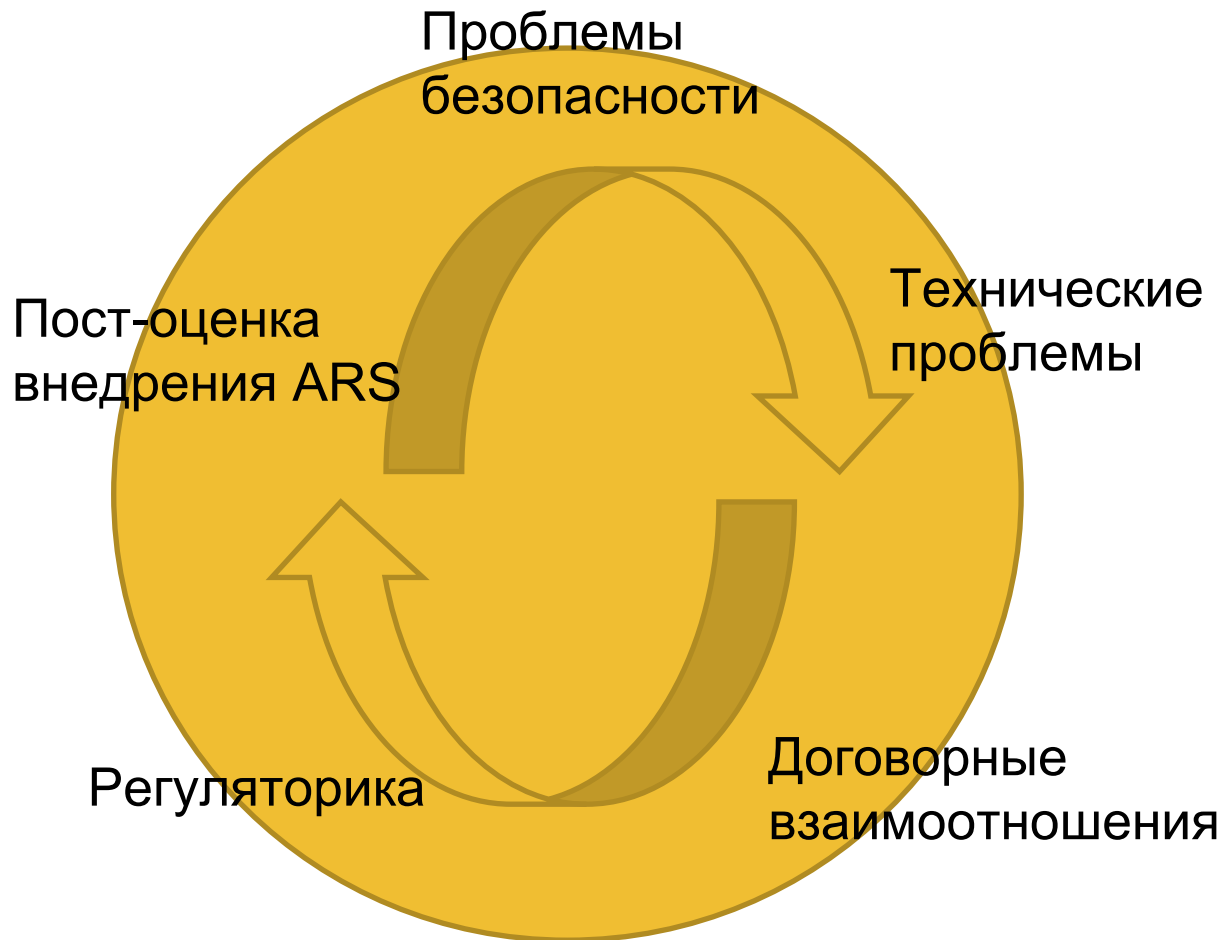 Проблемы
безопасности
Технические
проблемы
Пост-оценка
внедрения ARS
Договорные
взаимоотношения
Регуляторика